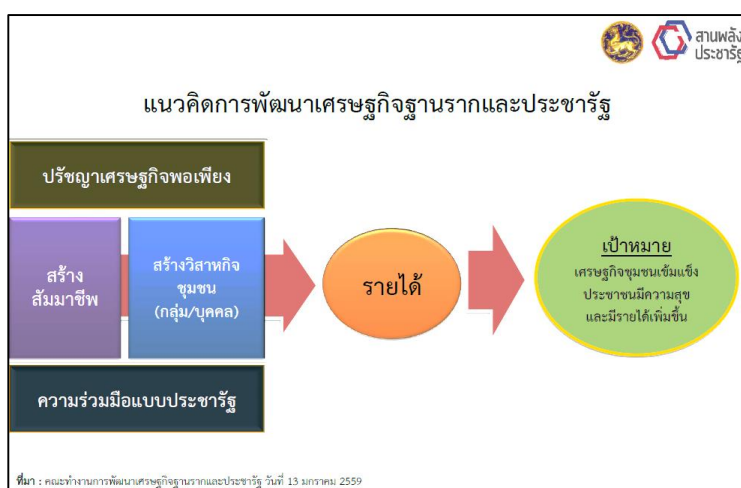 สานพลัง
ประชารัฐ
แนวคิดการพัฒนาเศรษฐกิจฐานรากและประชารัฐ
ปรัชญาเศรษฐกิจพอเพียง
สร้าง
สัมมาชีพ
สร้างวิสาหกิจ
ชุมชน
(กลุ่ม/บุคคล)
รายได้
เป้าหมาย
เศรษฐกิจชุมชนเข้มแข็ง
ประชาชนมีความสุข
และมีรายได้เพิ่มขึ้น
ความร่วมมือแบบประชารัฐ
ที่มา : คณะทำงานการพัฒนาเศรษฐกิจฐานรากและประชารัฐ วันที่ 13 มกราคม 2559